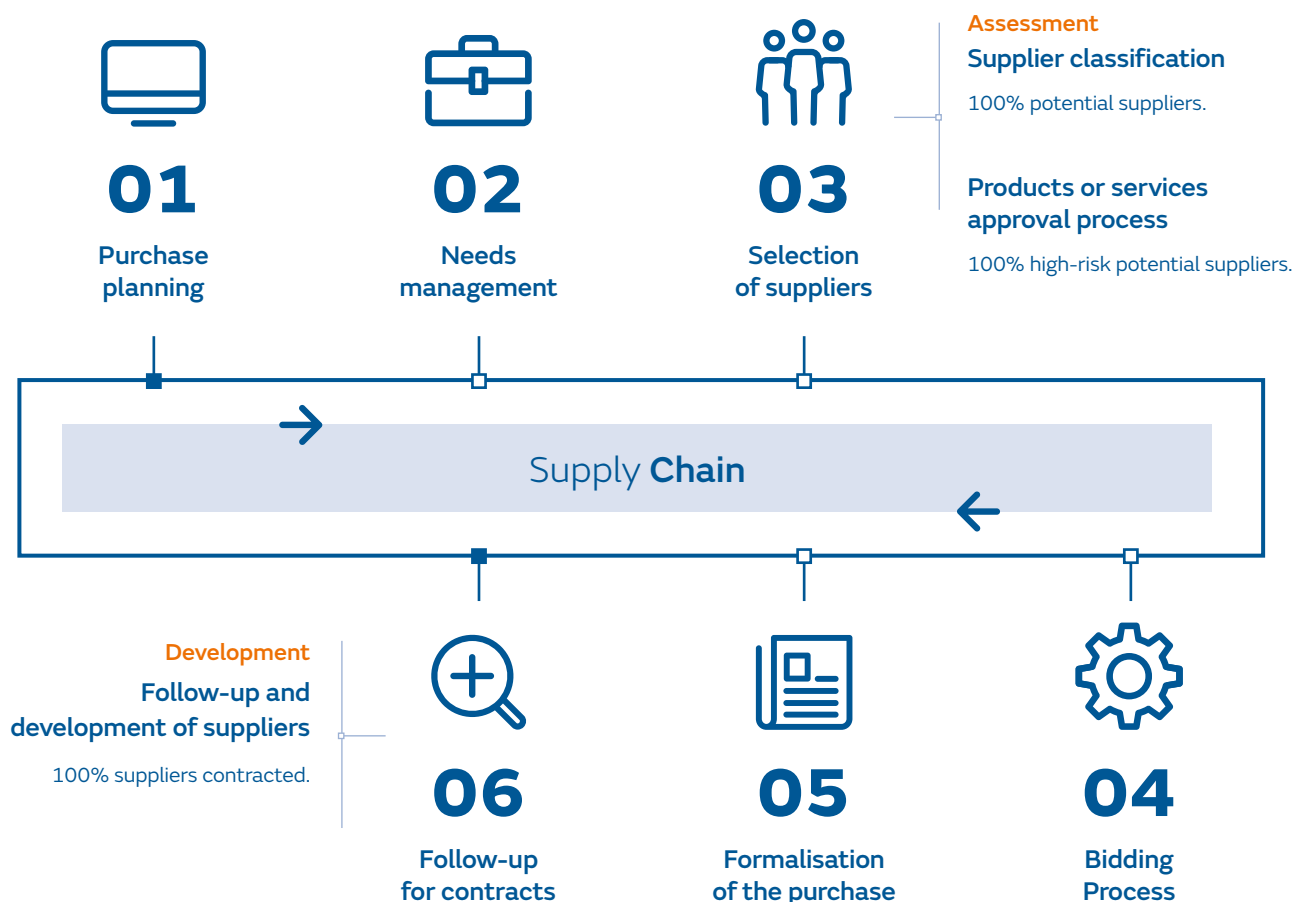 Assessment
Supplier classification
100% potential suppliers.
Products or services
approval process
100% high-risk potential suppliers.
01
Purchase
planning
02
Needs
management
03
Selection
of suppliers
Supply Chain
Development
Follow-up and
development of suppliers
100% suppliers contracted.
06
Follow-up
for contracts
05
Formalisation
of the purchase
04
Bidding
Process